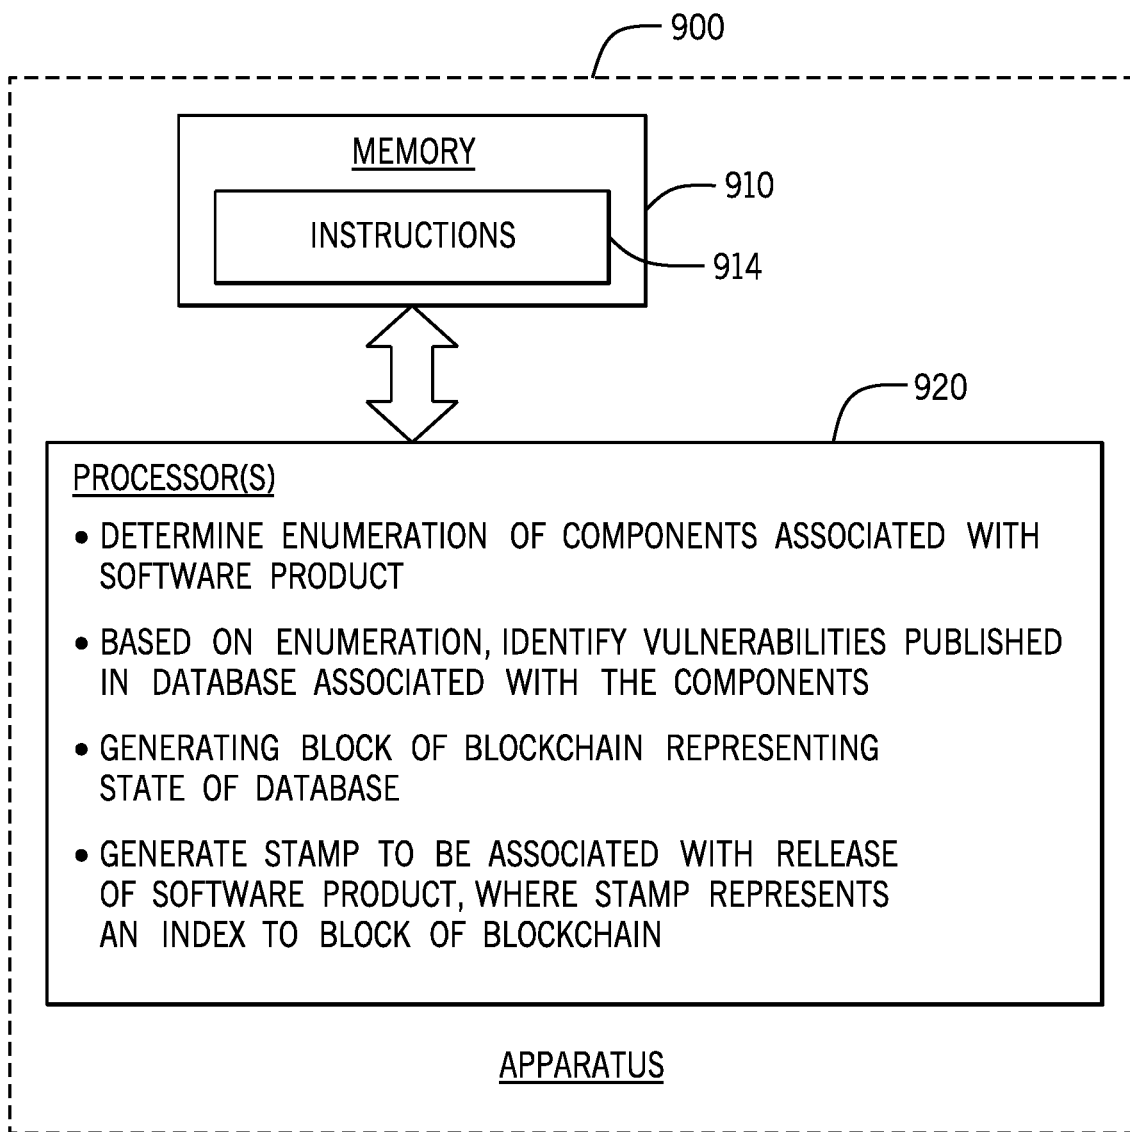 900
MEMORY
910
INSTRUCTIONS
914
920
PROCESSOR(S)
• DETERMINE ENUMERATION OF COMPONENTS ASSOCIATED WITH
SOFTWARE PRODUCT
• BASED ON ENUMERATION, IDENTIFY VULNERABILITIES PUBLISHED
IN DATABASE ASSOCIATED WITH THE COMPONENTS
• GENERATING BLOCK OF BLOCKCHAIN REPRESENTING
STATE OF DATABASE
• GENERATE STAMP TO BE ASSOCIATED WITH RELEASE
OF SOFTWARE PRODUCT, WHERE STAMP REPRESENTS
AN INDEX TO BLOCK OF BLOCKCHAIN
APPARATUS